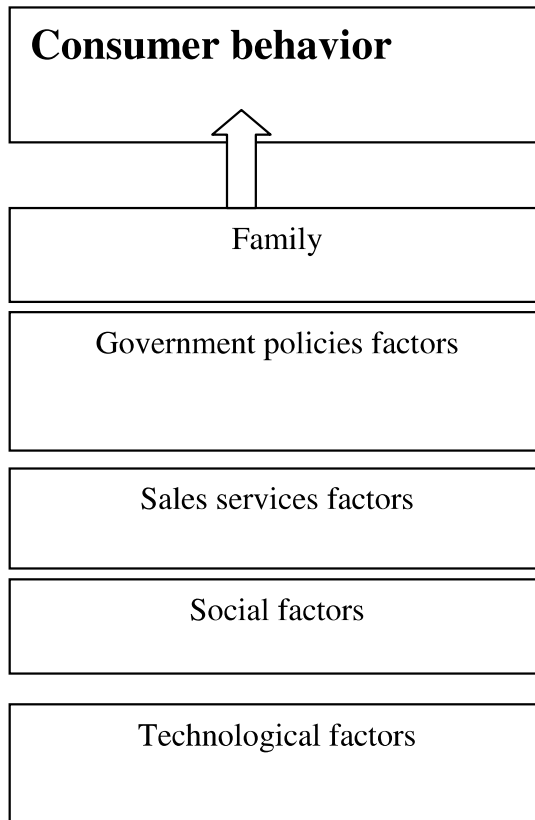 Consumer behavior
Family
Government policies factors
Sales services factors
Social factors
Technological factors